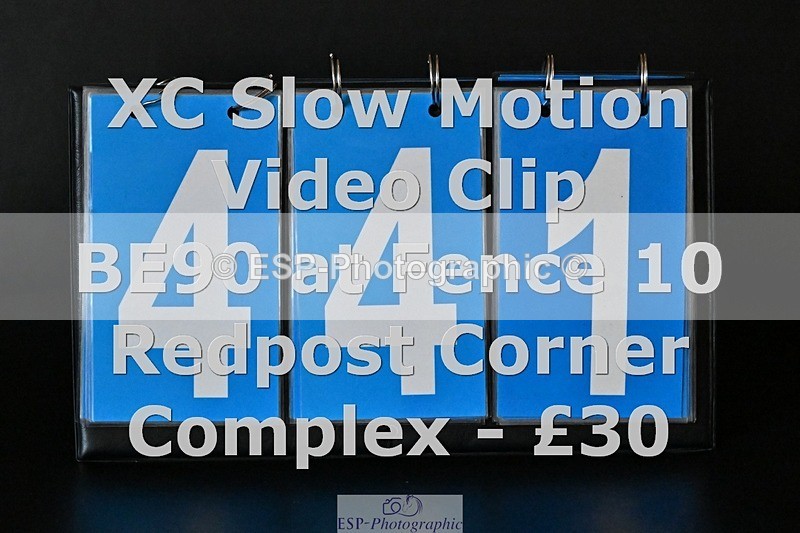 XC Slow Motion
Video Clip
BE90 at Fence 10
© ESP-Photographic ©
Redpost Corner
Complex - £30
441
ESP-Photographic